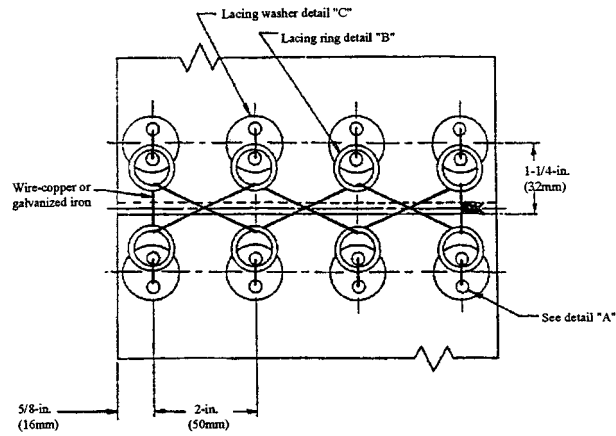 Lacing washer detail "C"
Lacing ring detail "B"
1-1/4-in.
(32mm)
Wire-copper or
galvanized iron
See detail "A"
5/8-in.
(16mm)
2-in.
(50mm)